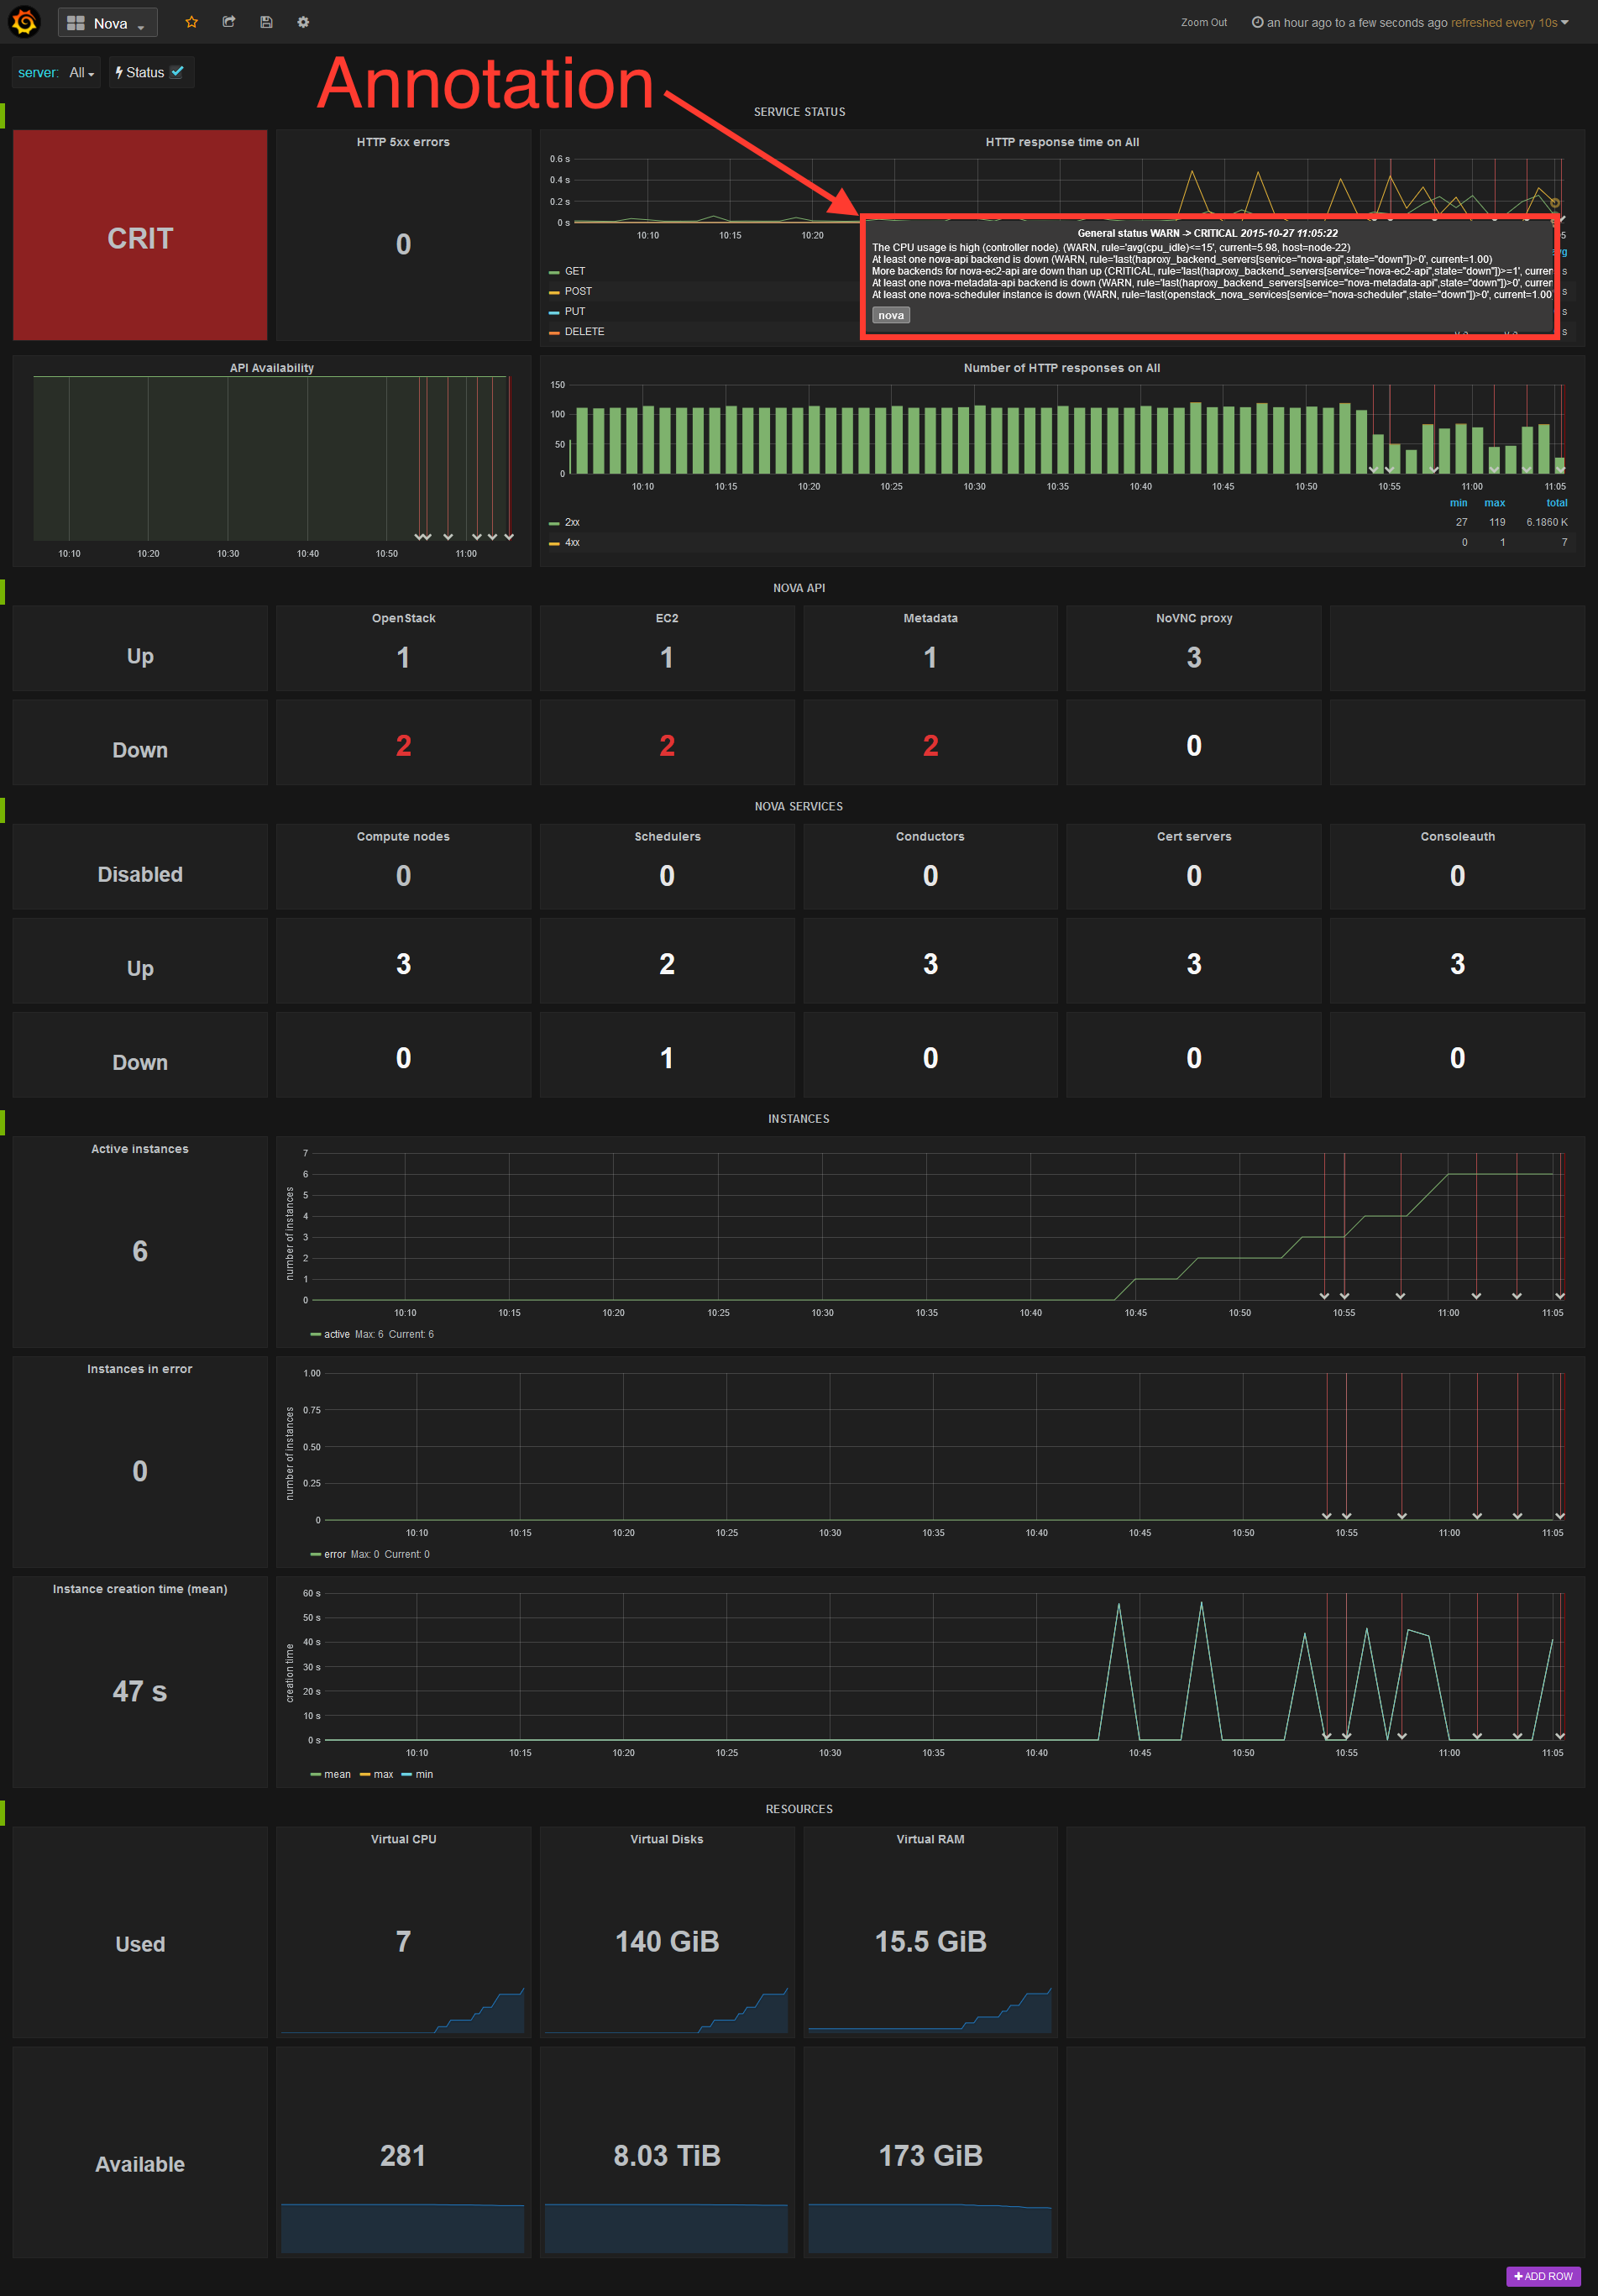 Nova
Zoom Out
an hour ago to a few seconds ago refreshed every 10s
server: All
Status
Annotation
SERVICE STATUS
CRIT
HTTP 5xx errors
0
HTTP response time on All
0.6 s
0.4 s
0.2 s
0 s
10:10 10:15 10:20
GET
POST
PUT
DELETE
General status WARN -> CRITICAL 2015-10-27 11:05:22
The CPU usage is high (controller node). (WARN, rule='avg(cpu_idle)<=15', current=5.98, host=node-22)
At least one nova-api backend is down (WARN, rule='last(haproxy_backend_servers[service="nova-api",state="down"])>0', current=1.00)
More backends for nova-ec2-api are down than up (CRITICAL, rule='last(haproxy_backend_servers[service="nova-ec2-api",state="down"])>=1', curren
At least one nova-metadata-api backend is down (WARN, rule='last(haproxy_backend_servers[service="nova-metadata-api",state="down"])>0', curren
At least one nova-scheduler instance is down (WARN, rule='last(openstack_nova_services[service="nova-scheduler",state="down"])>0', current=1.00
nova
API Availability
10:10 10:20 10:30 10:40 10:50 11:00
Number of HTTP responses on All
150
100
50
0
10:10 10:15 10:20 10:25 10:30 10:35 10:40 10:45 10:50 10:55 11:00 11:05
min max total
2xx 27 119 6.1860 K
4xx 0 1 7
NOVA API
OpenStack EC2 Metadata NoVNC proxy
Up 1 1 1 3
Down 2 2 2 0
NOVA SERVICES
Compute nodes Schedulers Conductors Cert servers Consoleauth
Disabled 0 0 0 0 0
Up 3 2 3 3 3
Down 0 1 0 0 0
INSTANCES
Active instances
6
number of instances
7
6
5
4
3
2
1
0
10:10 10:15 10:20 10:25 10:30 10:35 10:40 10:45 10:50 10:55 11:00 11:05
active Max: 6 Current: 6
Instances in error
0
number of instances
1.00
0.75
0.50
0.25
0
10:10 10:15 10:20 10:25 10:30 10:35 10:40 10:45 10:50 10:55 11:00 11:05
error Max: 0 Current: 0
Instance creation time (mean)
47 s
creation time
60 s
50 s
40 s
30 s
20 s
10 s
0 s
10:10 10:15 10:20 10:25 10:30 10:35 10:40 10:45 10:50 10:55 11:00 11:05
mean max min
RESOURCES
Virtual CPU Virtual Disks Virtual RAM
Used 7 140 GiB 15.5 GiB
Available 281 8.03 TiB 173 GiB
ADD ROW